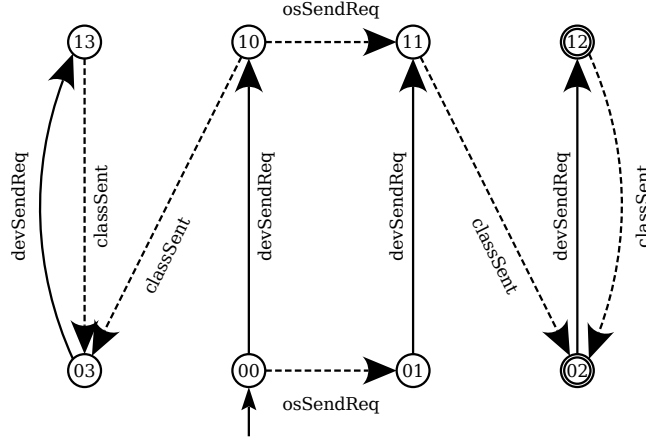 osSendReq
13
10
11
12
devSendReq
classSent
classSent
devSendReq
devSendReq
classSent
devSendReq
classSent
03
00
01
02
osSendReq